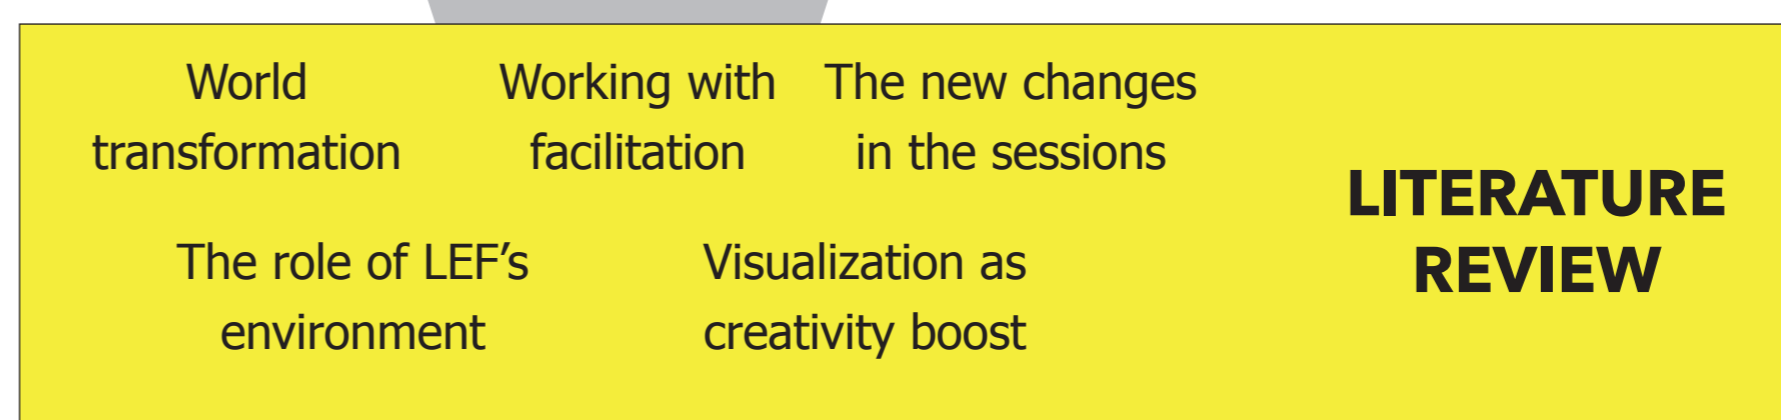 World
transformation
Working with
facilitation
The new changes
in the sessions
The role of LEF’s
environment
Visualization as
creativity boost
LITERATURE
REVIEW